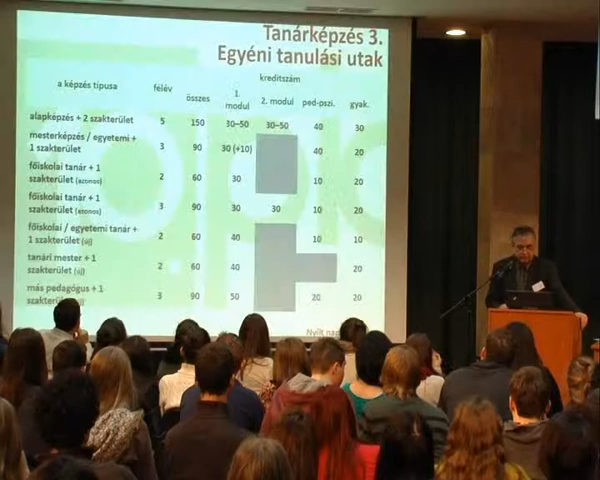 Tanárképzés 3.
Egyéni tanulási utak
a képzés típusa félév kreditszám
összes 1. modul 2. modul ped-pszi. gyak.
alapképzés + 2 szakterület 5 150 30–50 30–50 40 30
mesterképzés / egyetemi +
1 szakterület 3 90 30 (+10) 40 20
főiskolai tanár + 1
szakterület (azonos) 2 60 30 10 20
főiskolai tanár + 1
szakterület (azonos) 3 90 30 30 10 20
főiskolai / egyetemi tanár +
1 szakterület (új) 2 60 40 10 10
tanári mester + 1
szakterület (új) 2 60 40 20
más pedagógus + 1
szakterület 3 90 50 20 20
Nyílt nap